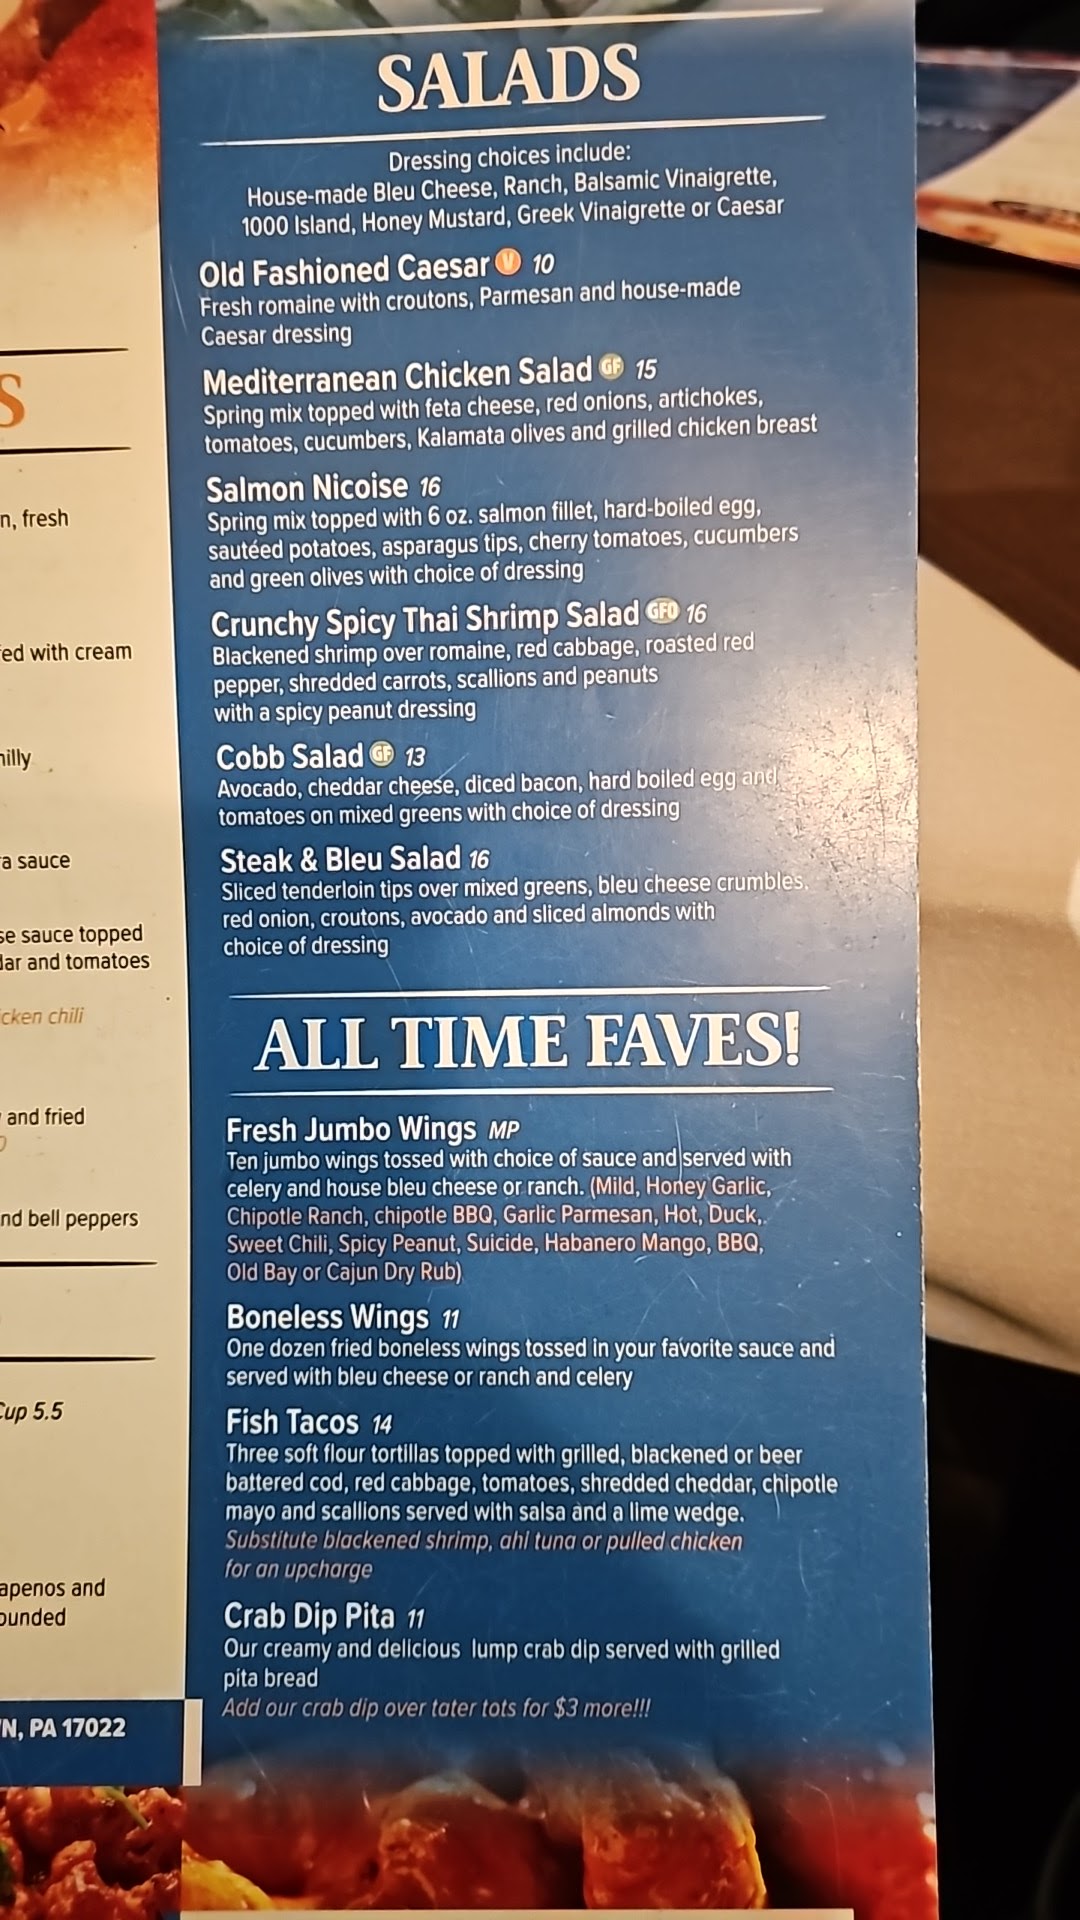 S
n, fresh
ed with cream
illy
a sauce
se sauce topped
dar and tomatoes
cken chili
and fried
nd bell peppers
Cup 5.5
apenos and
ounded
N, PA 17022
SALADS
Dressing choices include:
House-made Bleu Cheese, Ranch, Balsamic Vinaigrette,
1000 Island, Honey Mustard, Greek Vinaigrette or Caesar
Old Fashioned Caesar V 10
Fresh romaine with croutons, Parmesan and house-made
Caesar dressing
Mediterranean Chicken Salad GF 15
Spring mix topped with feta cheese, red onions, artichokes,
tomatoes, cucumbers, Kalamata olives and grilled chicken breast
Salmon Nicoise 16
Spring mix topped with 6 oz. salmon fillet, hard-boiled egg,
sautéed potatoes, asparagus tips, cherry tomatoes, cucumbers
and green olives with choice of dressing
Crunchy Spicy Thai Shrimp Salad GFO 16
Blackened shrimp over romaine, red cabbage, roasted red
pepper, shredded carrots, scallions and peanuts
with a spicy peanut dressing
Cobb Salad GF 13
Avocado, cheddar cheese, diced bacon, hard boiled egg and
tomatoes on mixed greens with choice of dressing
Steak & Bleu Salad 16
Sliced tenderloin tips over mixed greens, bleu cheese crumbles,
red onion, croutons, avocado and sliced almonds with
choice of dressing
ALL TIME FAVES!
Fresh Jumbo Wings MP
Ten jumbo wings tossed with choice of sauce and served with
celery and house bleu cheese or ranch. (Mild, Honey Garlic,
Chipotle Ranch, chipotle BBQ, Garlic Parmesan, Hot, Duck,
Sweet Chili, Spicy Peanut, Suicide, Habanero Mango, BBQ,
Old Bay or Cajun Dry Rub)
Boneless Wings 11
One dozen fried boneless wings tossed in your favorite sauce and
served with bleu cheese or ranch and celery
Fish Tacos 14
Three soft flour tortillas topped with grilled, blackened or beer
battered cod, red cabbage, tomatoes, shredded cheddar, chipotle
mayo and scallions served with salsa and a lime wedge.
Substitute blackened shrimp, ahi tuna or pulled chicken
for an upcharge
Crab Dip Pita 11
Our creamy and delicious lump crab dip served with grilled
pita bread
Add our crab dip over tater tots for $3 more!!!